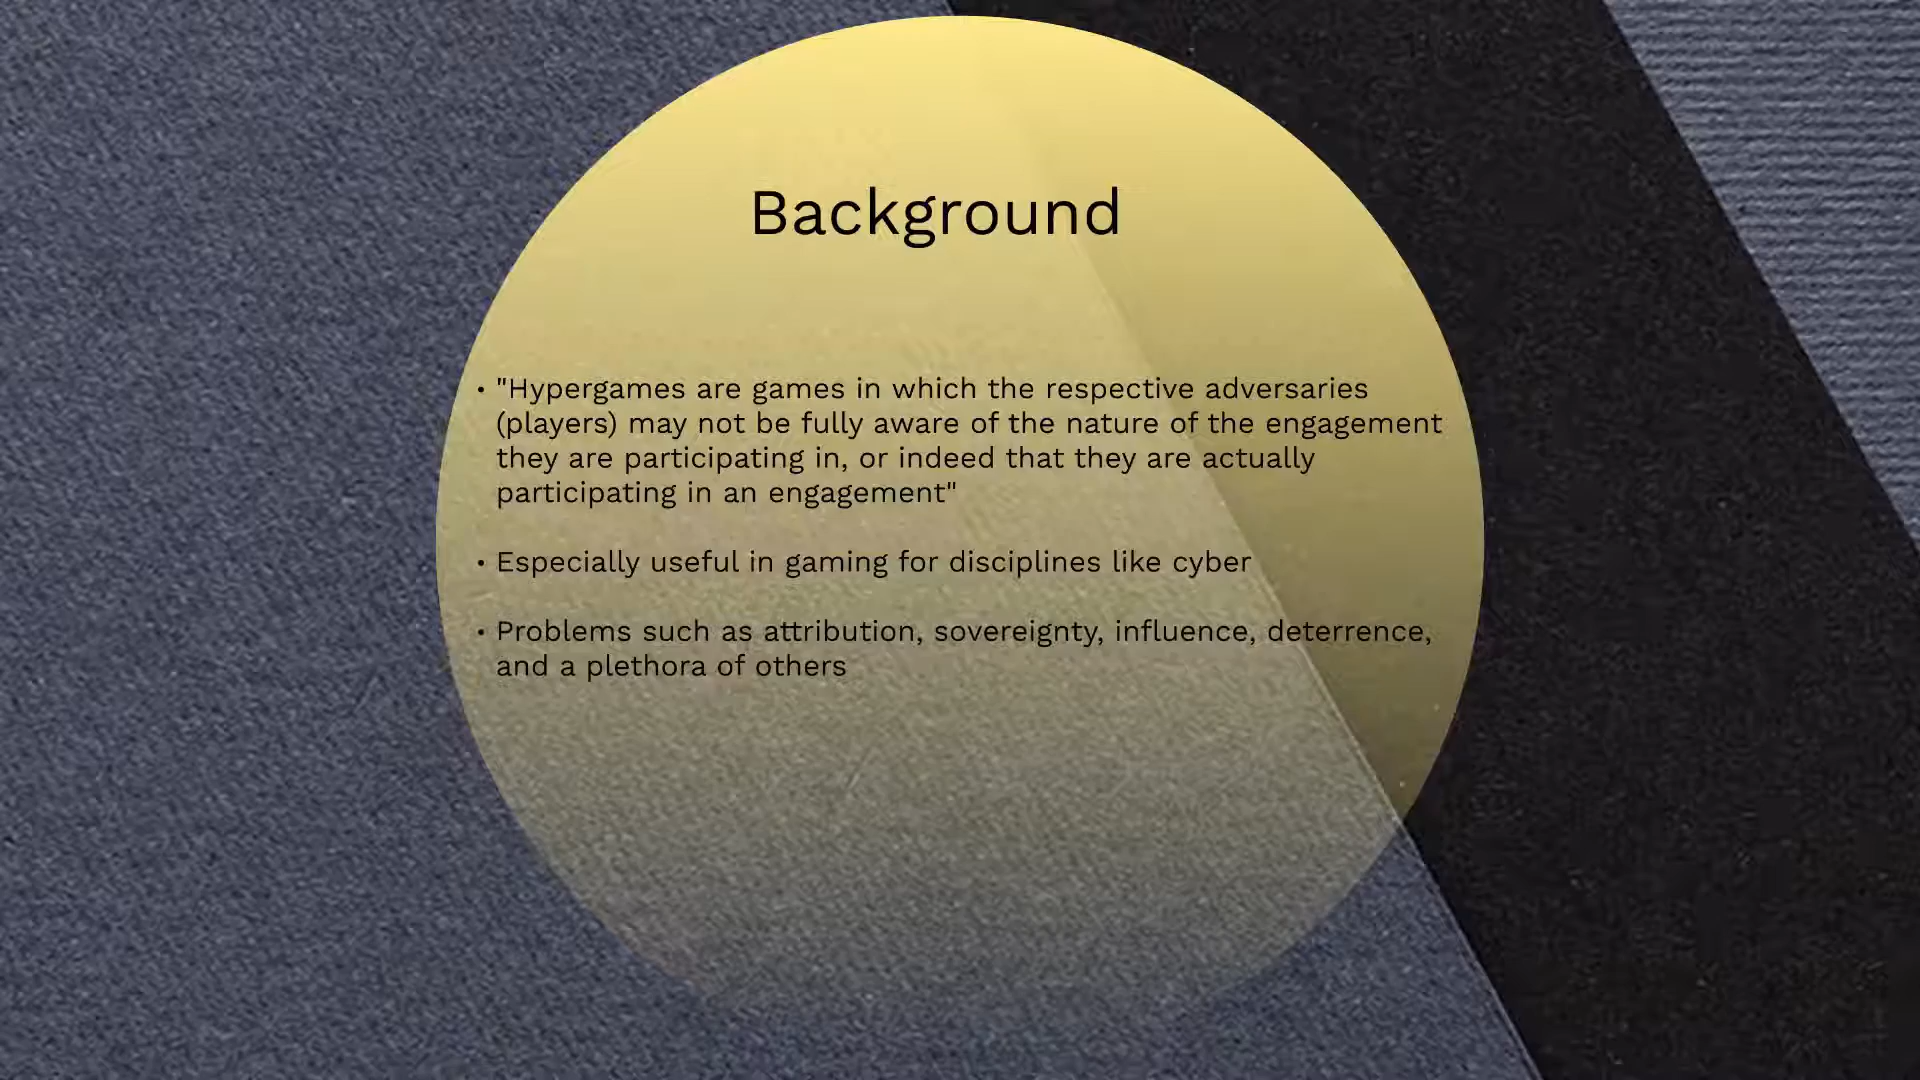 Background
• "Hypergames are games in which the respective adversaries
(players) may not be fully aware of the nature of the engagement
they are participating in, or indeed that they are actually
participating in an engagement"
• Especially useful in gaming for disciplines like cyber
• Problems such as attribution, sovereignty, influence, deterrence,
and a plethora of others